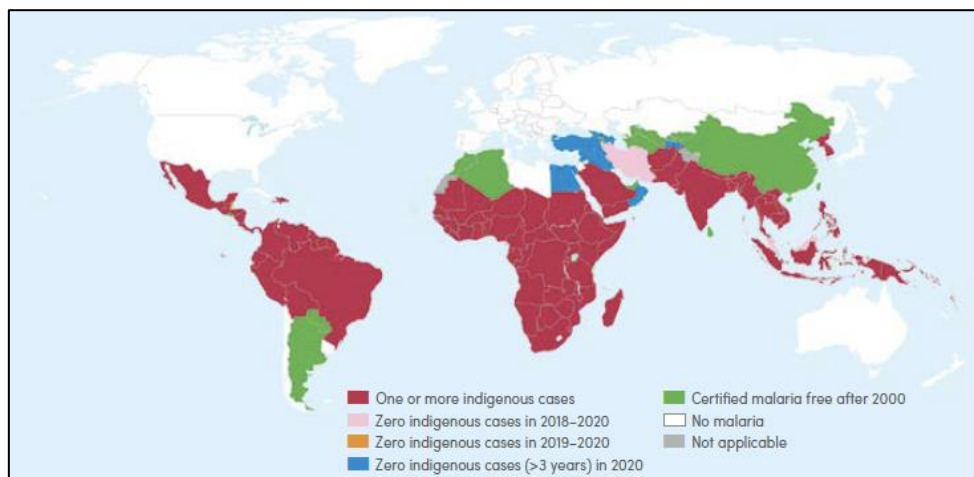 One or more indigenous cases
Zero indigenous cases in 2018–2020
Zero indigenous cases in 2019–2020
Zero indigenous cases (>3 years) in 2020
Certified malaria free after 2000
No malaria
Not applicable